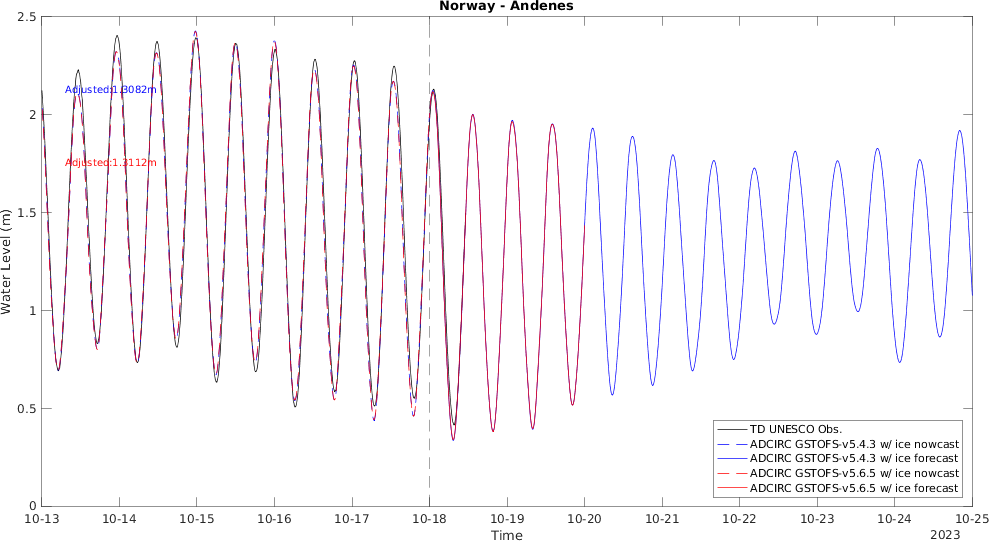 Norway - Andenes
2.5
2
1.5
1
0.5
0
Water Level (m)
Adjusted:1.3082m
Adjusted:1.3112m
TD UNESCO Obs.
ADCIRC GSTOFS-v5.4.3 w/ ice nowcast
ADCIRC GSTOFS-v5.4.3 w/ ice forecast
ADCIRC GSTOFS-v5.6.5 w/ ice nowcast
ADCIRC GSTOFS-v5.6.5 w/ ice forecast
10-13 10-14 10-15 10-16 10-17 10-18 10-19 10-20 10-21 10-22 10-23 10-24 10-25
Time
2023